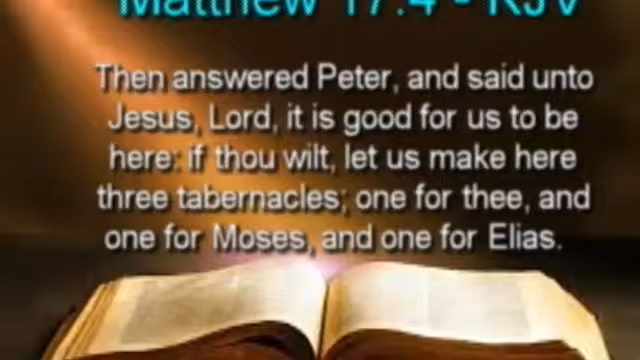 Matthew 17:4 - KJV
Then answered Peter, and said unto
Jesus, Lord, it is good for us to be
here: if thou wilt, let us make here
three tabernacles; one for thee, and
one for Moses, and one for Elias.